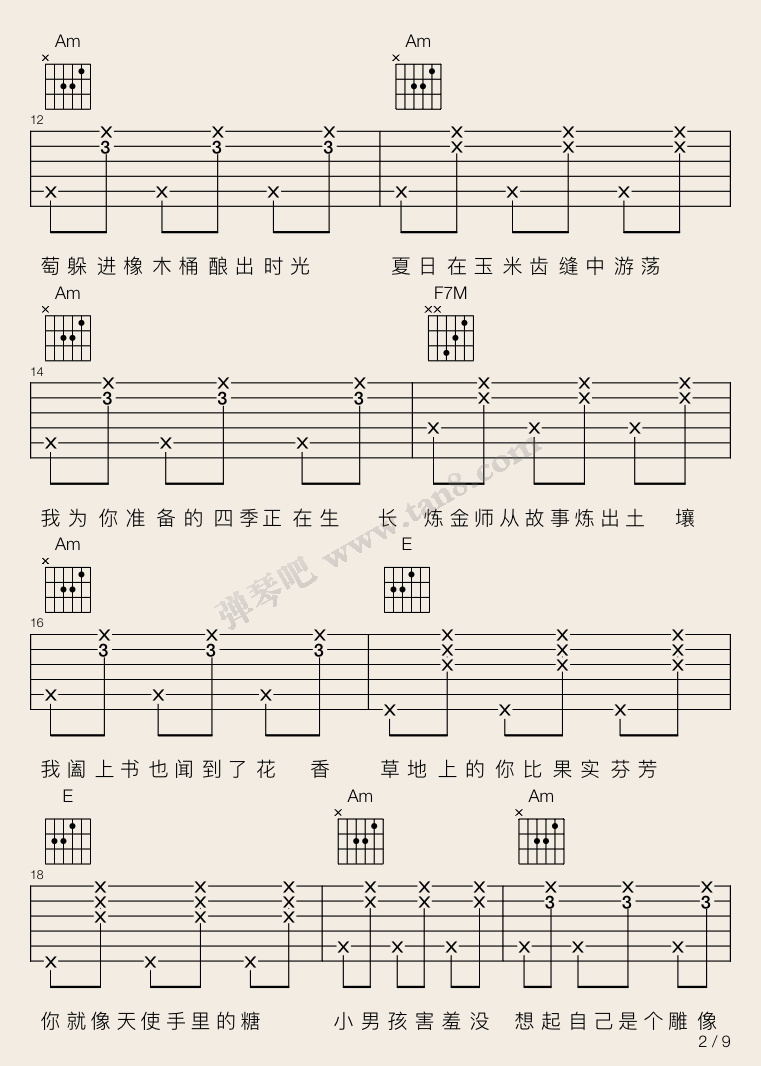 Am Am
12
× × × × × × × × × × × × × ×
3 3 3
萄躲进橡木桶酿出时光 夏日在玉米齿缝中游荡
Am F7M
14
3 3 3
我为你准备的四季正在生 长 炼金师从故事炼出土 壤
弹琴吧 www.tan8.com
Am E
16
3 3 3
我阖上书也闻到了花 香 草地上的你比果实芬芳
E Am Am
18
3 3 3
你就像天使手里的糖 小男孩害羞没 想起自己是个雕像
2 / 9